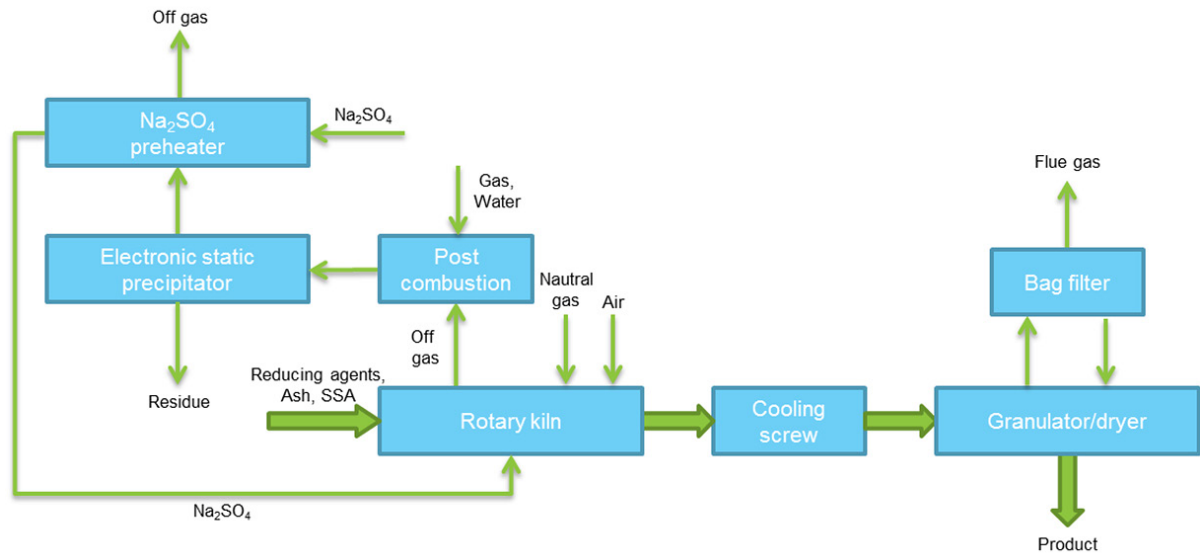 Off gas
Na₂SO₄
preheater
Na₂SO₄
Gas,
Water
Flue gas
Electronic static
precipitator
Post
combustion
Nautral
gas
Air
Bag filter
Off
gas
Residue
Reducing agents,
Ash, SSA
Rotary kiln
Cooling
screw
Granulator/dryer
Na₂SO₄
Product